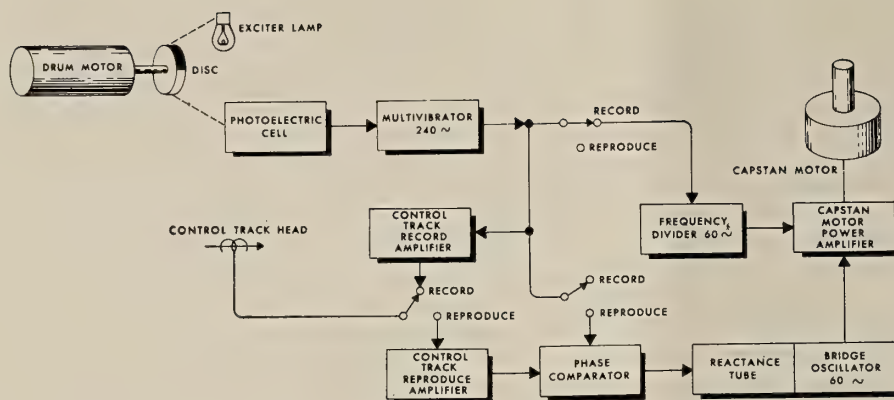 EXCITER LAMP
DRUM MOTOR
DISC
PHOTOELECTRIC
CELL
MULTIVIBRATOR
240 ~
RECORD
REPRODUCE
CAPSTAN MOTOR
CONTROL TRACK HEAD
CONTROL
TRACK
RECORD
AMPLIFIER
FREQUENCY
DIVIDER 60 ~
CAPSTAN
MOTOR
POWER
AMPLIFIER
RECORD
REPRODUCE
RECORD
REPRODUCE
CONTROL
TRACK
REPRODUCE
AMPLIFIER
PHASE
COMPARATOR
REACTANCE
TUBE
BRIDGE
OSCILLATOR
60 ~